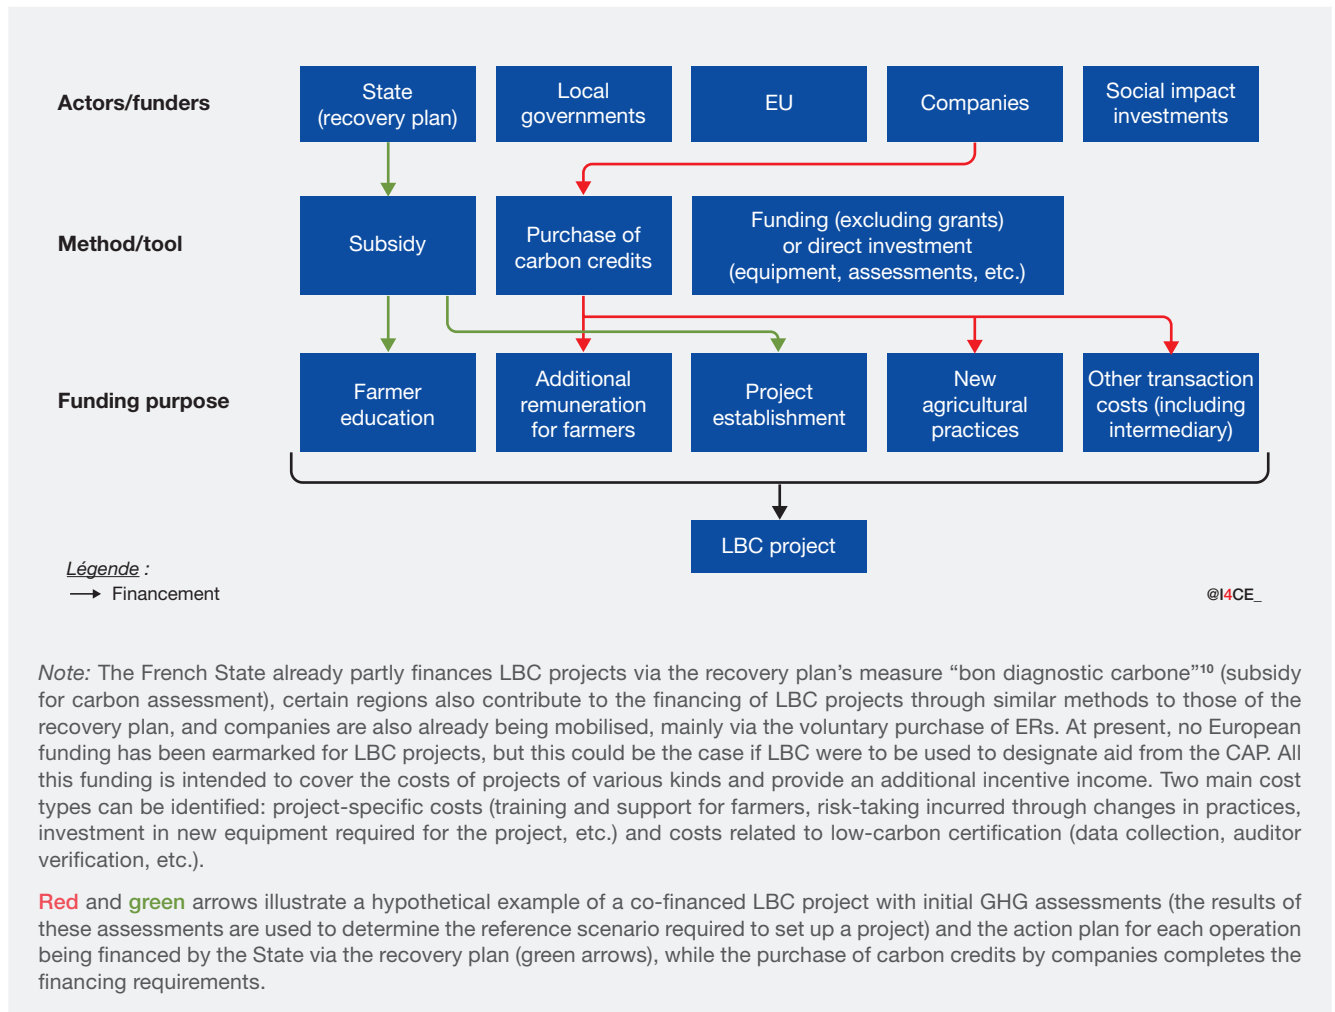 Actors/funders
State
(recovery plan)
Local
governments
EU
Companies
Social impact
investments
Method/tool
Subsidy
Purchase of
carbon credits
Funding (excluding grants)
or direct investment
(equipment, assessments, etc.)
Funding purpose
Farmer
education
Additional
remuneration
for farmers
Project
establishment
New
agricultural
practices
Other transaction
costs (including
intermediary)
LBC project
Légende :
Financement
@I4CE_
Note: The French State already partly finances LBC projects via the recovery plan’s measure “bon diagnostic carbone”¹⁰ (subsidy
for carbon assessment), certain regions also contribute to the financing of LBC projects through similar methods to those of the
recovery plan, and companies are also already being mobilised, mainly via the voluntary purchase of ERs. At present, no European
funding has been earmarked for LBC projects, but this could be the case if LBC were to be used to designate aid from the CAP. All
this funding is intended to cover the costs of projects of various kinds and provide an additional incentive income. Two main cost
types can be identified: project-specific costs (training and support for farmers, risk-taking incurred through changes in practices,
investment in new equipment required for the project, etc.) and costs related to low-carbon certification (data collection, auditor
verification, etc.).
Red and green arrows illustrate a hypothetical example of a co-financed LBC project with initial GHG assessments (the results of
these assessments are used to determine the reference scenario required to set up a project) and the action plan for each operation
being financed by the State via the recovery plan (green arrows), while the purchase of carbon credits by companies completes the
financing requirements.